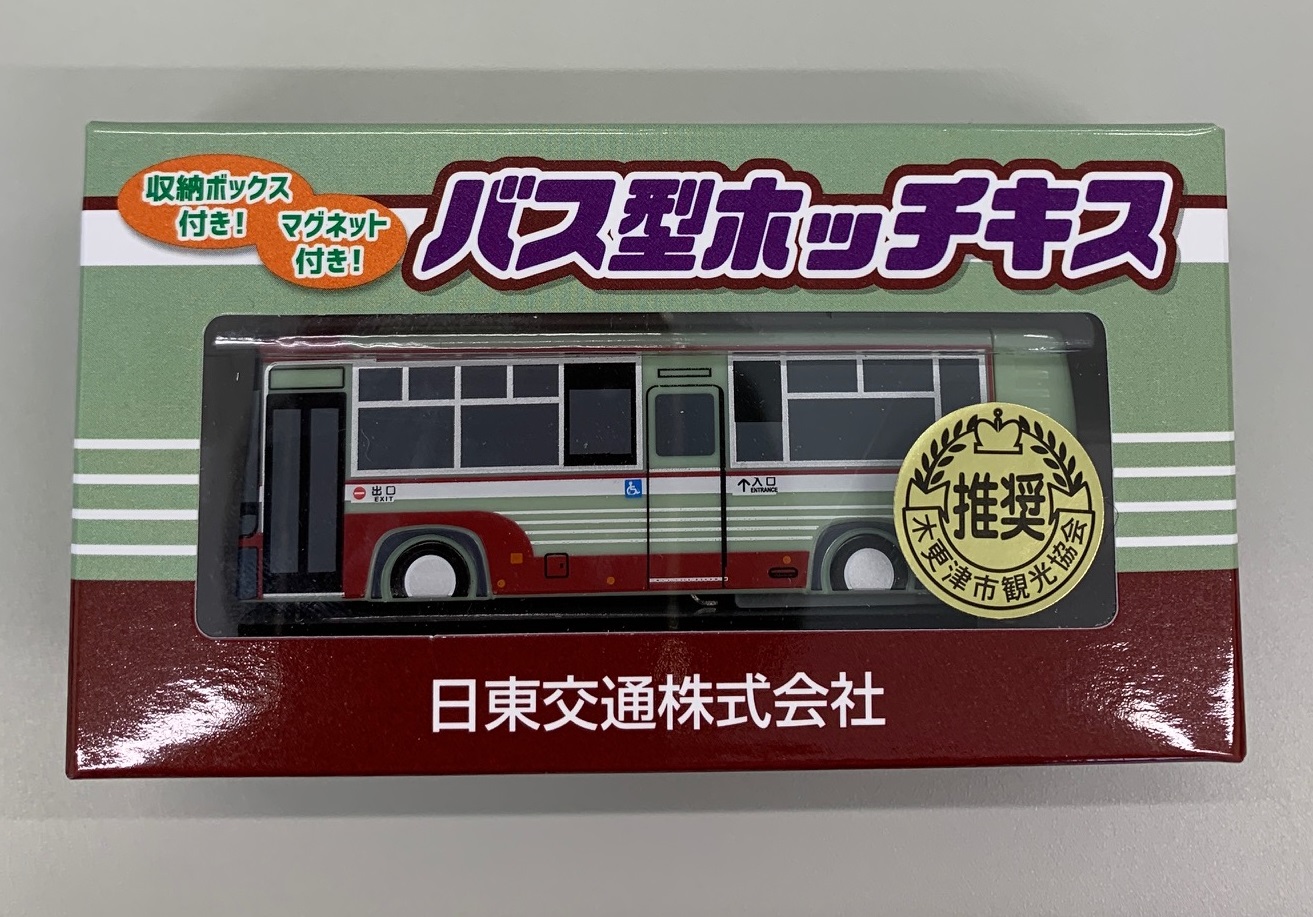 収納ボックス
付き!
マグネット
付き!
バス型ホッチキス
出口
EXIT
入口
ENTRANCE
推奨
木更津市観光協会
日東交通株式会社